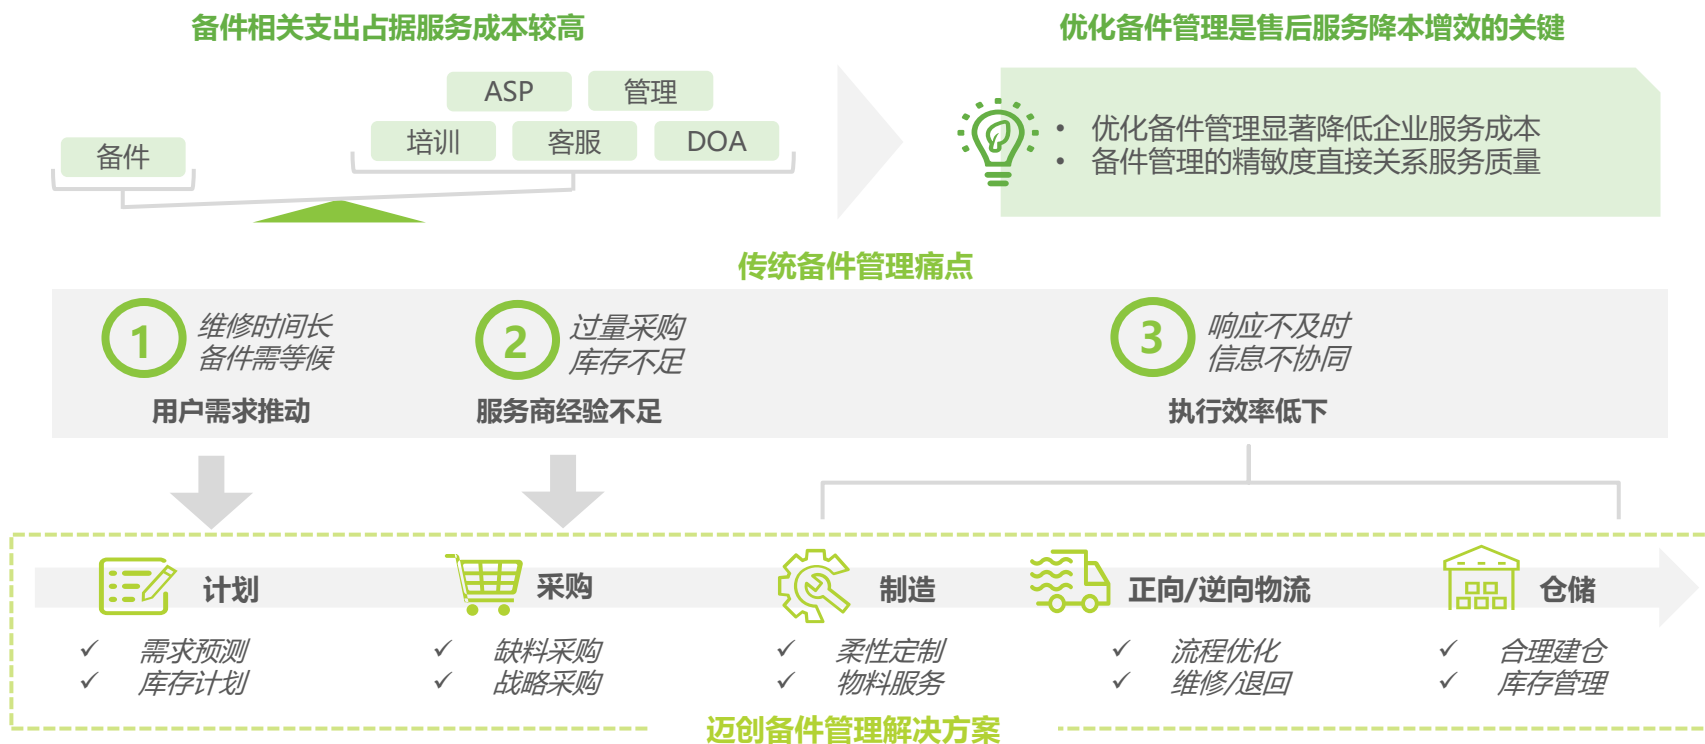 备件相关支出占据服务成本较高
优化备件管理是售后服务降本增效的关键
ASP
管理
备件
培训
客服
DOA
• 优化备件管理显著降低企业服务成本
• 备件管理的精敏度直接关系服务质量
传统备件管理痛点
1
维修时间长
备件需等候
用户需求推动
2
过量采购
库存不足
服务商经验不足
3
响应不及时
信息不协同
执行效率低下
计划
✓ 需求预测
✓ 库存计划
采购
✓ 缺料采购
✓ 战略采购
制造
✓ 柔性定制
✓ 物料服务
正向/逆向物流
✓ 流程优化
✓ 维修/退回
仓储
✓ 合理建仓
✓ 库存管理
迈创备件管理解决方案